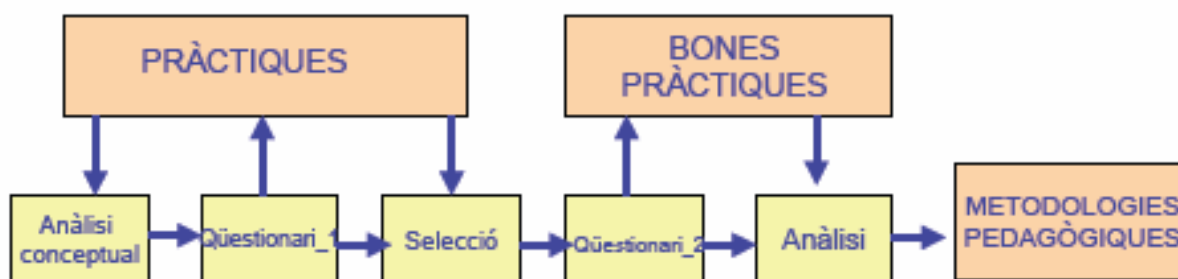 PRÀCTIQUES
BONES
PRÀCTIQUES
Anàlisi
conceptual
Qüestionari_1
Selecció
Qüestionari_2
Anàlisi
METODOLOGIES
PEDAGÒGIQUES